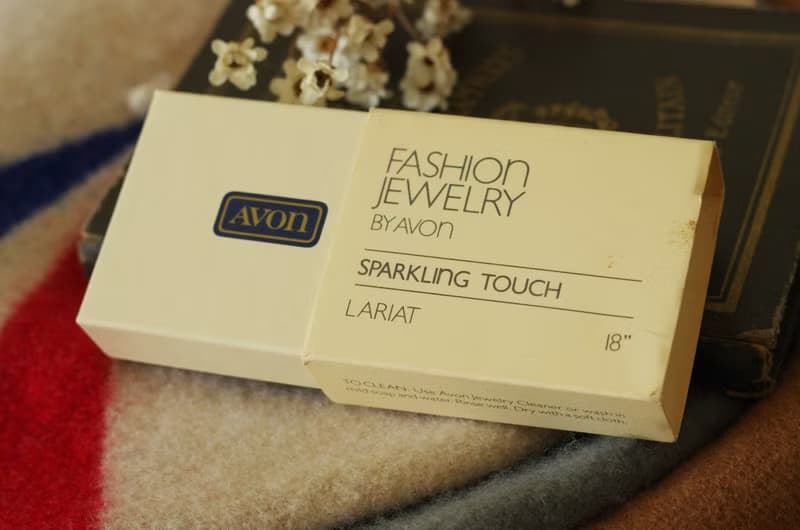 AVON
FASHION
JEWELRY
BY AVON
SPARKLING TOUCH
LARIAT
18"
TO CLEAN: Use Avon Jewelry Cleaner or wash in
mild soap and water. Rinse well. Dry with a soft cloth.